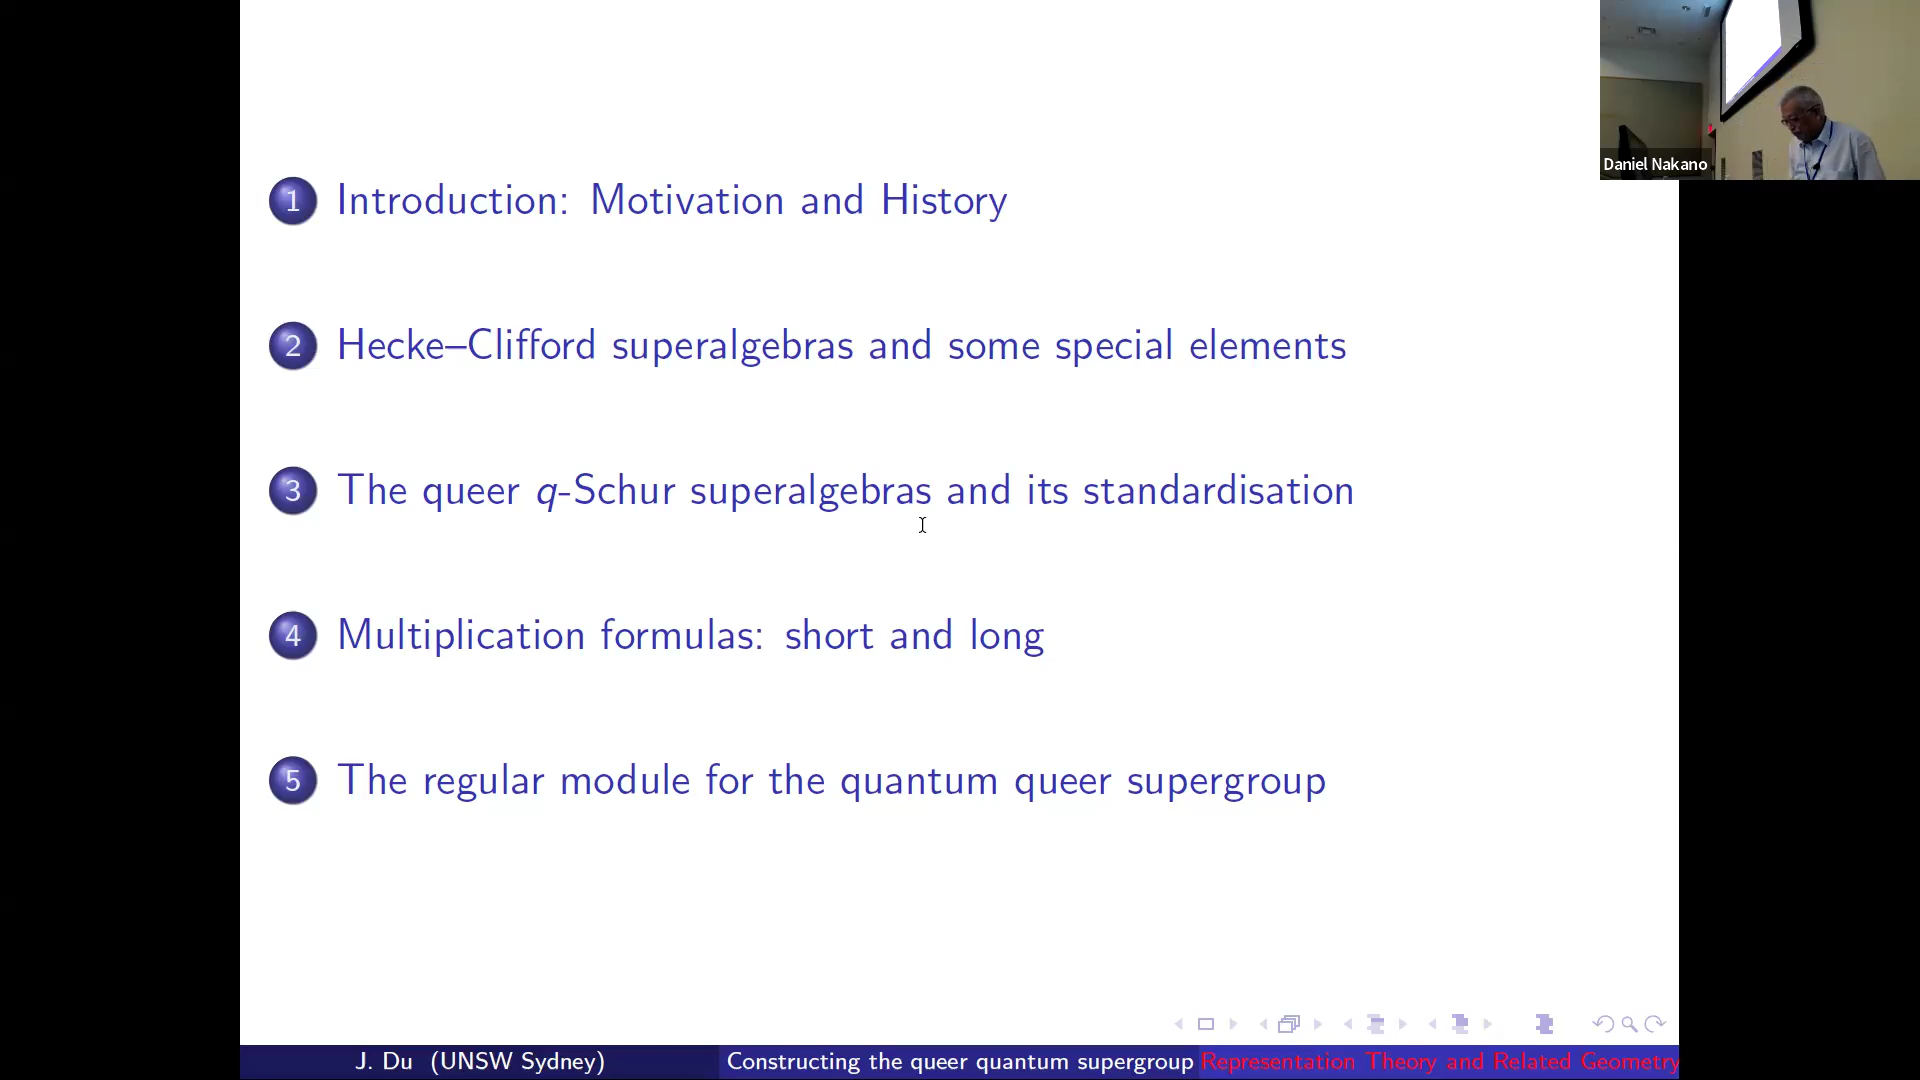 Daniel Nakano
1 Introduction: Motivation and History
2 Hecke–Clifford superalgebras and some special elements
3 The queer q-Schur superalgebras and its standardisation
4 Multiplication formulas: short and long
5 The regular module for the quantum queer supergroup
J. Du (UNSW Sydney) Constructing the queer quantum supergroup Representation Theory and Related Geometry